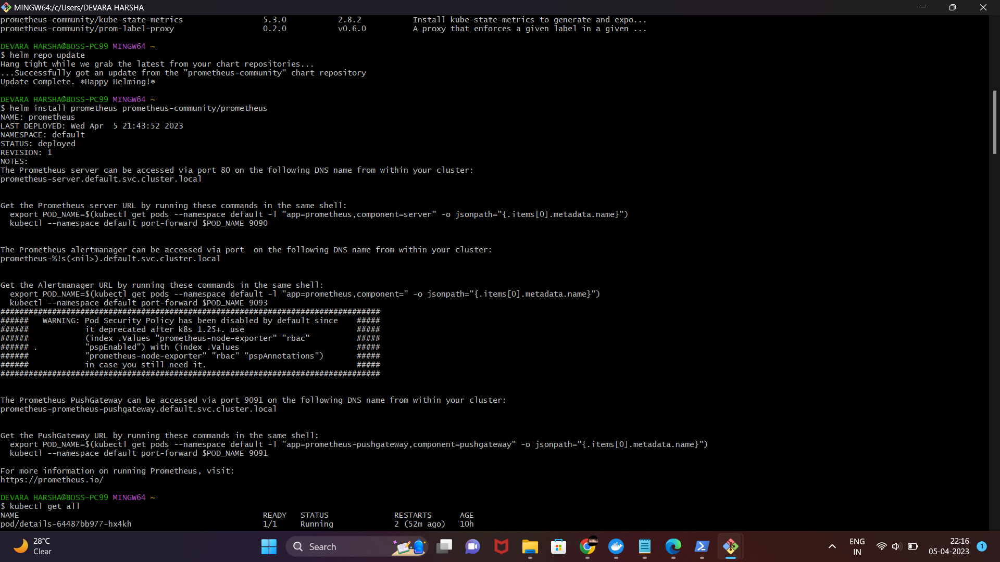 MINGW64:/c/Users/DEVARA HARSHA
prometheus-community/kube-state-metrics 5.3.0 2.8.2 Install kube-state-metrics to generate and expo...
prometheus-community/prom-label-proxy 0.2.0 v0.6.0 A proxy that enforces a given label in a given ...
DEVARA HARSHA@BOSS-PC99 MINGW64 ~
$ helm repo update
Hang tight while we grab the latest from your chart repositories...
...Successfully got an update from the "prometheus-community" chart repository
Update Complete. ⎈Happy Helming!⎈
DEVARA HARSHA@BOSS-PC99 MINGW64 ~
$ helm install prometheus prometheus-community/prometheus
NAME: prometheus
LAST DEPLOYED: Wed Apr  5 21:43:52 2023
NAMESPACE: default
STATUS: deployed
REVISION: 1
NOTES:
The Prometheus server can be accessed via port 80 on the following DNS name from within your cluster:
prometheus-server.default.svc.cluster.local
Get the Prometheus server URL by running these commands in the same shell:
  export POD_NAME=$(kubectl get pods --namespace default -l "app=prometheus,component=server" -o jsonpath="{.items[0].metadata.name}")
  kubectl --namespace default port-forward $POD_NAME 9090
The Prometheus alertmanager can be accessed via port  on the following DNS name from within your cluster:
prometheus-%!s(<nil>).default.svc.cluster.local
Get the Alertmanager URL by running these commands in the same shell:
  export POD_NAME=$(kubectl get pods --namespace default -l "app=prometheus,component=" -o jsonpath="{.items[0].metadata.name}")
  kubectl --namespace default port-forward $POD_NAME 9093
#################################################################################
######   WARNING: Pod Security Policy has been disabled by default since    #####
######            it deprecated after k8s 1.25+. use                        #####
######            (index .Values "prometheus-node-exporter" "rbac"          #####
###### .          "pspEnabled") with (index .Values                         #####
######            "prometheus-node-exporter" "rbac" "pspAnnotations")       #####
######            in case you still need it.                                #####
#################################################################################
The Prometheus PushGateway can be accessed via port 9091 on the following DNS name from within your cluster:
prometheus-prometheus-pushgateway.default.svc.cluster.local
Get the PushGateway URL by running these commands in the same shell:
  export POD_NAME=$(kubectl get pods --namespace default -l "app=prometheus-pushgateway,component=pushgateway" -o jsonpath="{.items[0].metadata.name}")
  kubectl --namespace default port-forward $POD_NAME 9091
For more information on running Prometheus, visit:
https://prometheus.io/
DEVARA HARSHA@BOSS-PC99 MINGW64 ~
$ kubectl get all
NAME READY STATUS RESTARTS AGE
pod/details-64487bb977-hx4kh 1/1 Running 2 (52m ago) 10h
28°C
Clear
Search
ENG
IN
22:16
05-04-2023
1